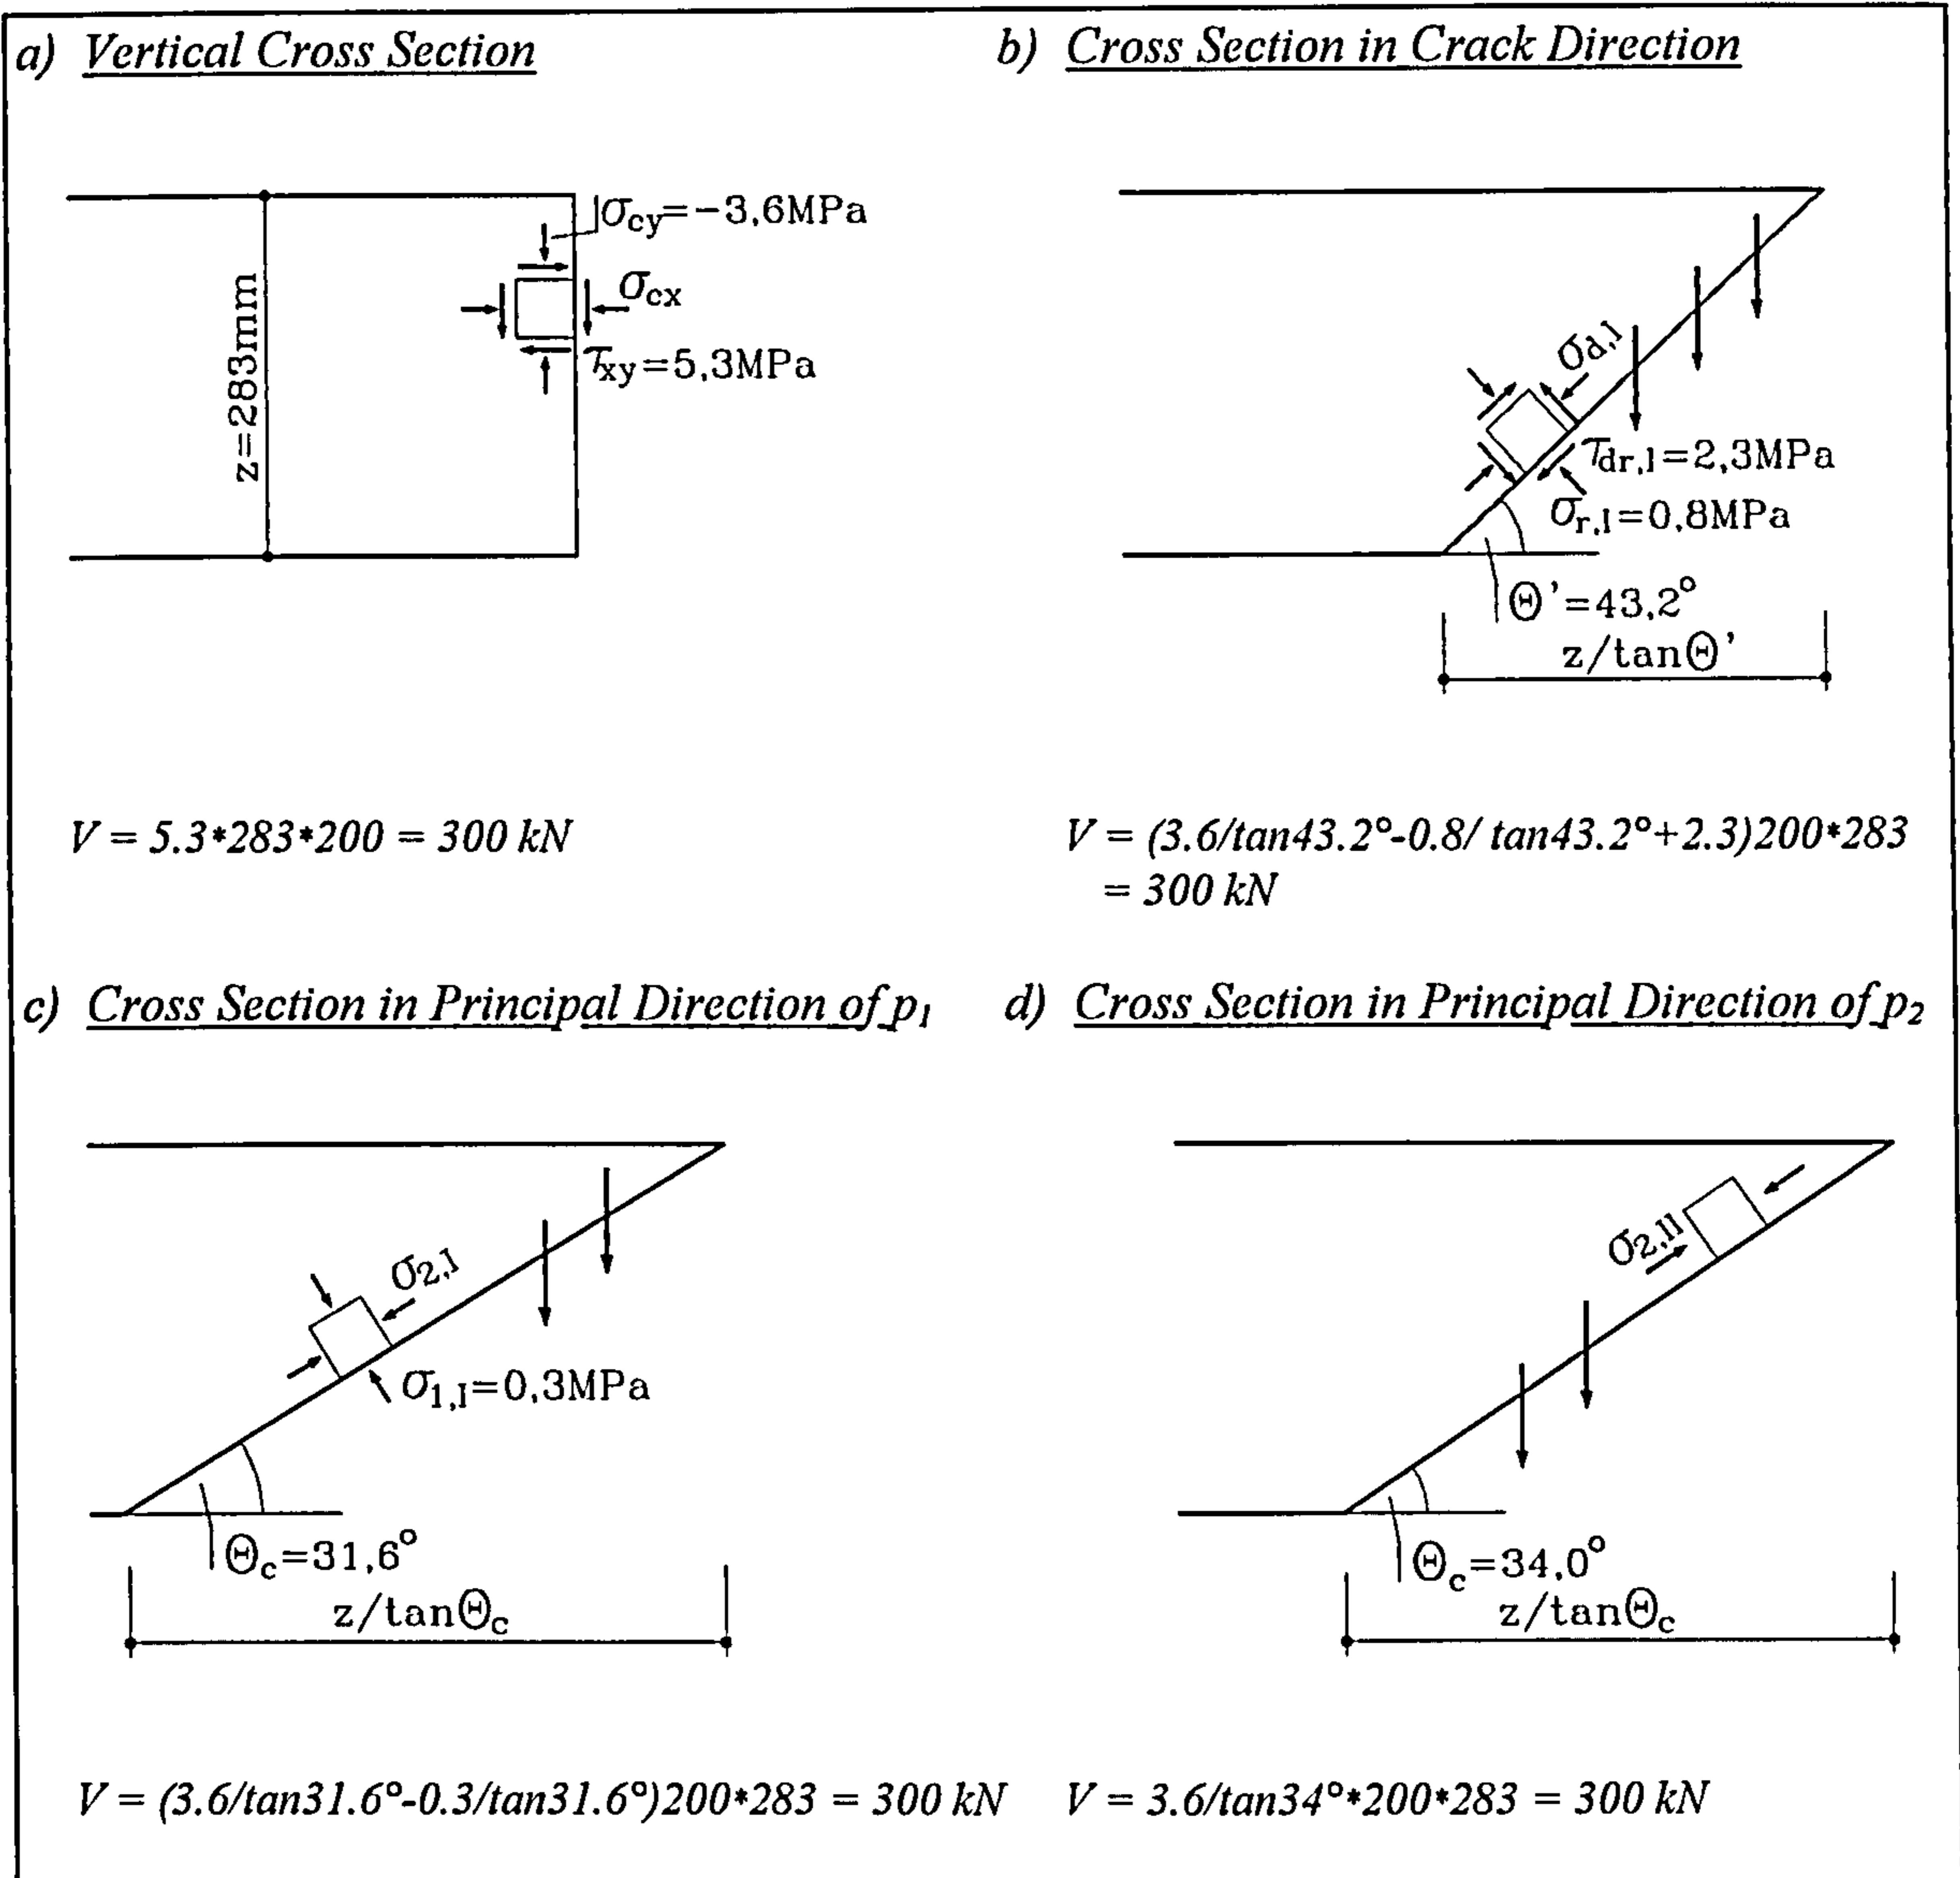 a) Vertical Cross Section
b) Cross Section in Crack Direction
σcy=-3,6MPa
σcx
τxy=5,3MPa
z=283mm
σd,I
τdr,I=2,3MPa
σr,I=0,8MPa
Θ'=43,2°
z/tanΘ'
V = 5.3*283*200 = 300 kN
V = (3.6/tan43.2°-0.8/ tan43.2°+2.3)200*283
= 300 kN
c) Cross Section in Principal Direction of p1
d) Cross Section in Principal Direction of p2
σ2,I
σ1,I=0,3MPa
Θc=31,6°
z/tanΘc
σ2,II
Θc=34,0°
z/tanΘc
V = (3.6/tan31.6°-0.3/tan31.6°)200*283 = 300 kN
V = 3.6/tan34°*200*283 = 300 kN